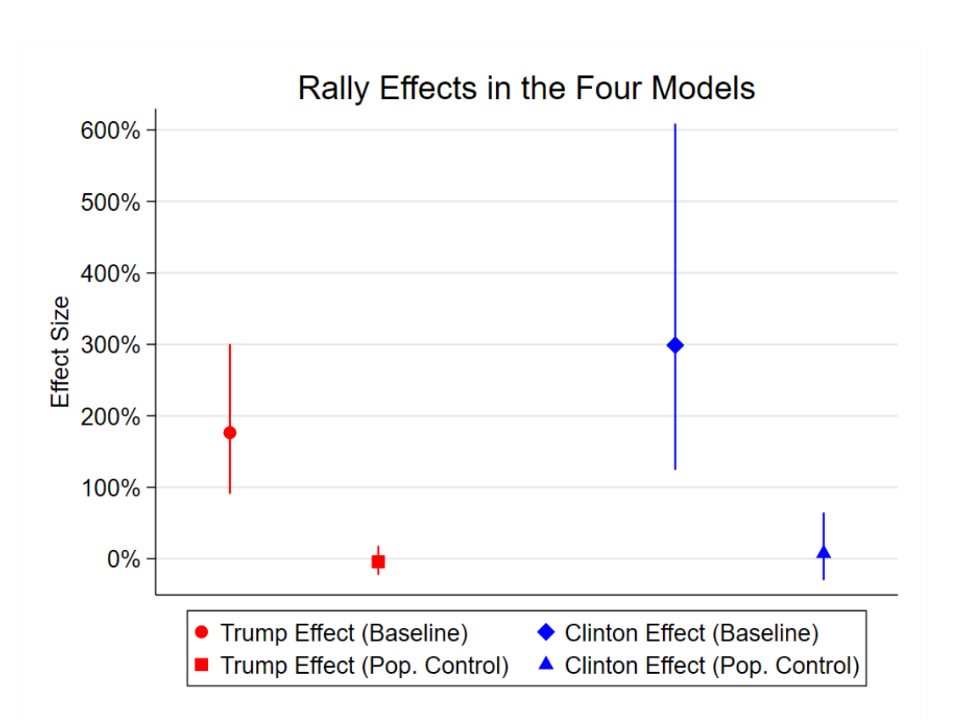 Rally Effects in the Four Models
600%
500%
400%
300%
200%
100%
0%
Effect Size
Trump Effect (Baseline)
Clinton Effect (Baseline)
Trump Effect (Pop. Control)
Clinton Effect (Pop. Control)